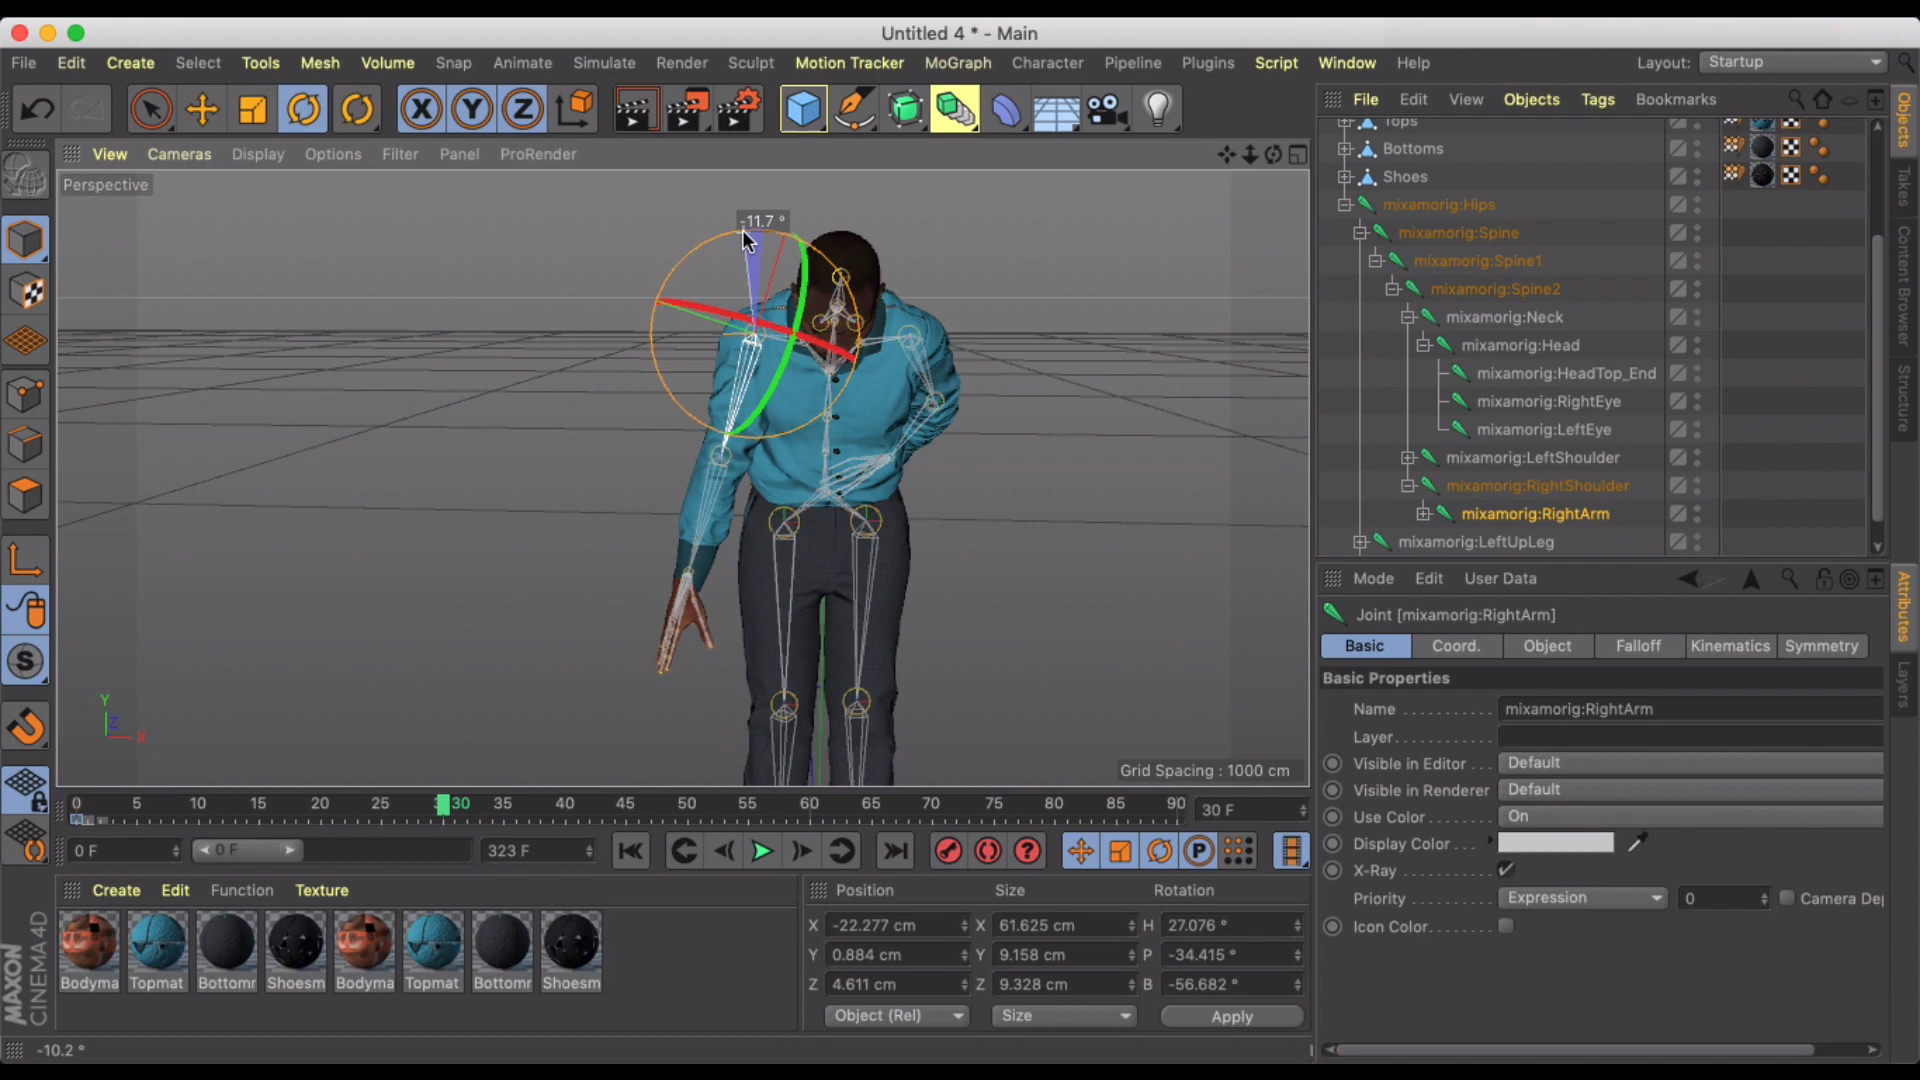 Untitled 4 * - Main
File Edit Create Select Tools Mesh Volume Snap Animate Simulate Render Sculpt Motion Tracker MoGraph Character Pipeline Plugins Script Window Help Layout: Startup
X Y Z
File Edit View Objects Tags Bookmarks
View Cameras Display Options Filter Panel ProRender
Perspective
-11.7 °
Y
Z
X
Grid Spacing : 1000 cm
Tops
Bottoms
Shoes
mixamorig:Hips
mixamorig:Spine
mixamorig:Spine1
mixamorig:Spine2
mixamorig:Neck
mixamorig:Head
mixamorig:HeadTop_End
mixamorig:RightEye
mixamorig:LeftEye
mixamorig:LeftShoulder
mixamorig:RightShoulder
mixamorig:RightArm
mixamorig:LeftUpLeg
Objects
Takes
Content Browser
Structure
Mode Edit User Data
Joint [mixamorig:RightArm]
Basic Coord. Object Falloff Kinematics Symmetry
Basic Properties
Name mixamorig:RightArm
Layer
Visible in Editor Default
Visible in Renderer Default
Use Color On
Display Color
X-Ray
Priority Expression 0 Camera De
Icon Color
Attributes
Layers
0 5 10 15 20 25 30 35 40 45 50 55 60 65 70 75 80 85 90 30 F
0 F 0 F 323 F
P
S
Create Edit Function Texture
Bodyma Topmat Bottomr Shoesm Bodyma Topmat Bottomr Shoesm
Position Size Rotation
X -22.277 cm X 61.625 cm H 27.076 °
Y 0.884 cm Y 9.158 cm P -34.415 °
Z 4.611 cm Z 9.328 cm B -56.682 °
Object (Rel) Size Apply
MAXON
CINEMA 4D
-10.2 °